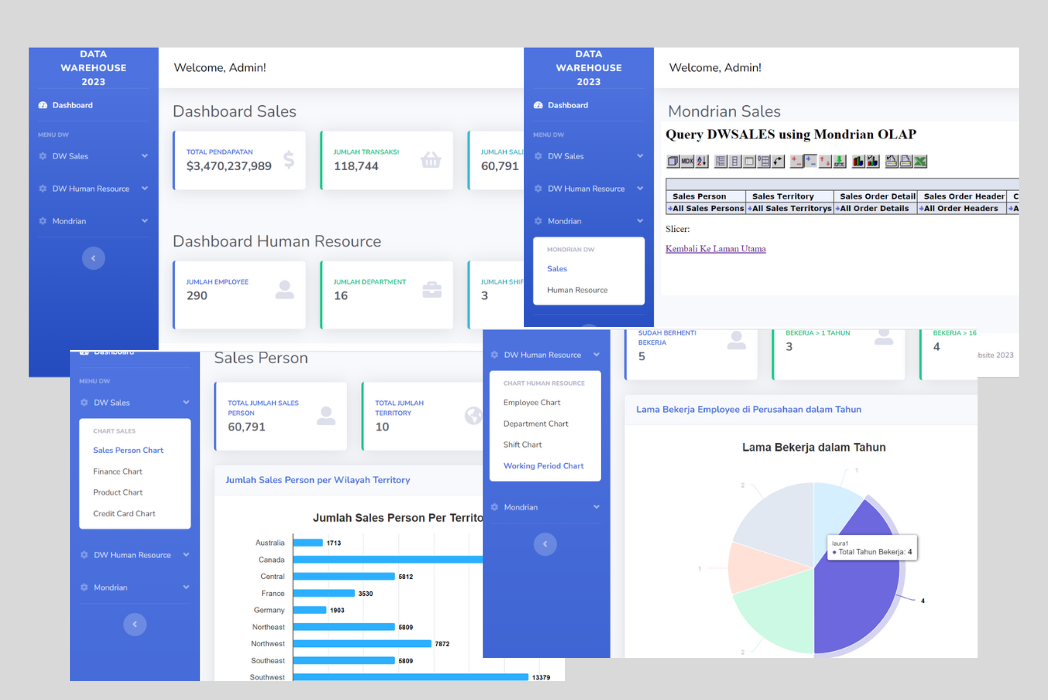 DATA
WAREHOUSE
2023
Dashboard
MENU DW
DW Sales
DW Human Resource
Mondrian
Welcome, Admin!
Dashboard Sales
TOTAL PENDAPATAN
$3,470,237,989
$
JUMLAH TRANSAKSI
118,744
60,791
Dashboard Human Resource
JUMLAH EMPLOYEE
290
JUMLAH DEPARTMENT
16
3
DATA
WAREHOUSE
2023
Dashboard
MENU DW
DW Sales
DW Human Resource
Mondrian
MONDRIAN DW
Sales
Human Resource
Welcome, Admin!
Mondrian Sales
Query DWSALES using Mondrian OLAP
MDX
Sales Person Sales Territory Sales Order Detail Sales Order Header C
+All Sales Persons +All Sales Territorys +All Order Details +All Order Headers +A
Slicer:
Kembali Ke Laman Utama
Dashboard
MENU DW
DW Sales
CHART SALES
Sales Person Chart
Finance Chart
Product Chart
Credit Card Chart
DW Human Resource
Mondrian
Sales Person
TOTAL JUMLAH SALES
PERSON
60,791
TOTAL JUMLAH
TERRITORY
10
Jumlah Sales Person per Wilayah Territory
Jumlah Sales Person Per Territo
Australia 1713
Canada
Central 5812
France 3530
Germany 1903
Northeast 5809
Northwest 7872
Southeast 5809
Southwest 13379
DW Human Resource
CHART HUMAN RESOURCE
Employee Chart
Department Chart
Shift Chart
Working Period Chart
Mondrian
SUDAH BERHENTI
BEKERJA
5
BEKERJA > 1 TAHUN
3
BEKERJA > 16
4
bsite 2023
Lama Bekerja Employee di Perusahaan dalam Tahun
Lama Bekerja dalam Tahun
1
2
laura1
Total Tahun Bekerja: 4
1
4
2